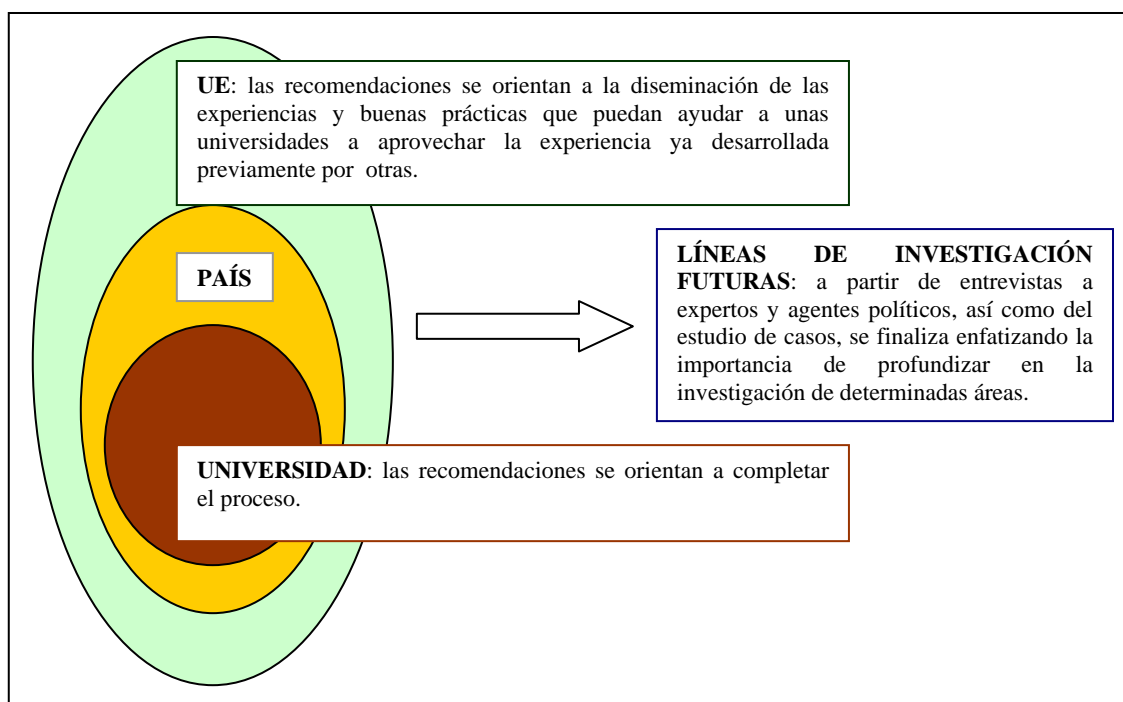 UE: las recomendaciones se orientan a la diseminación de las
experiencias y buenas prácticas que puedan ayudar a unas
universidades a aprovechar la experiencia ya desarrollada
previamente por otras.
PAÍS
LÍNEAS DE INVESTIGACIÓN
FUTURAS: a partir de entrevistas a
expertos y agentes políticos, así como del
estudio de casos, se finaliza enfatizando la
importancia de profundizar en la
investigación de determinadas áreas.
UNIVERSIDAD: las recomendaciones se orientan a completar
el proceso.